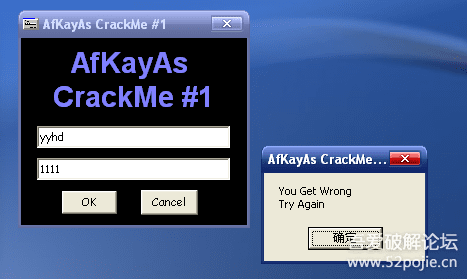 AfKayAs CrackMe #1
AfKayAs
CrackMe #1
yyhd
1111
OK
Cancel
AfKayAs CrackMe...
You Get Wrong
Try Again
确定
吾爱破解论坛
www.52pojie.cn